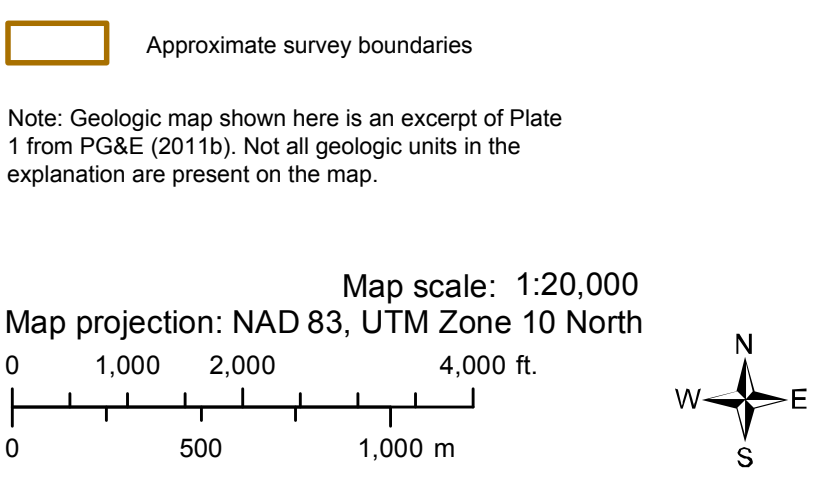 Approximate survey boundaries
Note: Geologic map shown here is an excerpt of Plate
1 from PG&E (2011b). Not all geologic units in the
explanation are present on the map.
Map scale: 1:20,000
Map projection: NAD 83, UTM Zone 10 North
0 1,000 2,000 4,000 ft.
0 500 1,000 m
N
W E
S